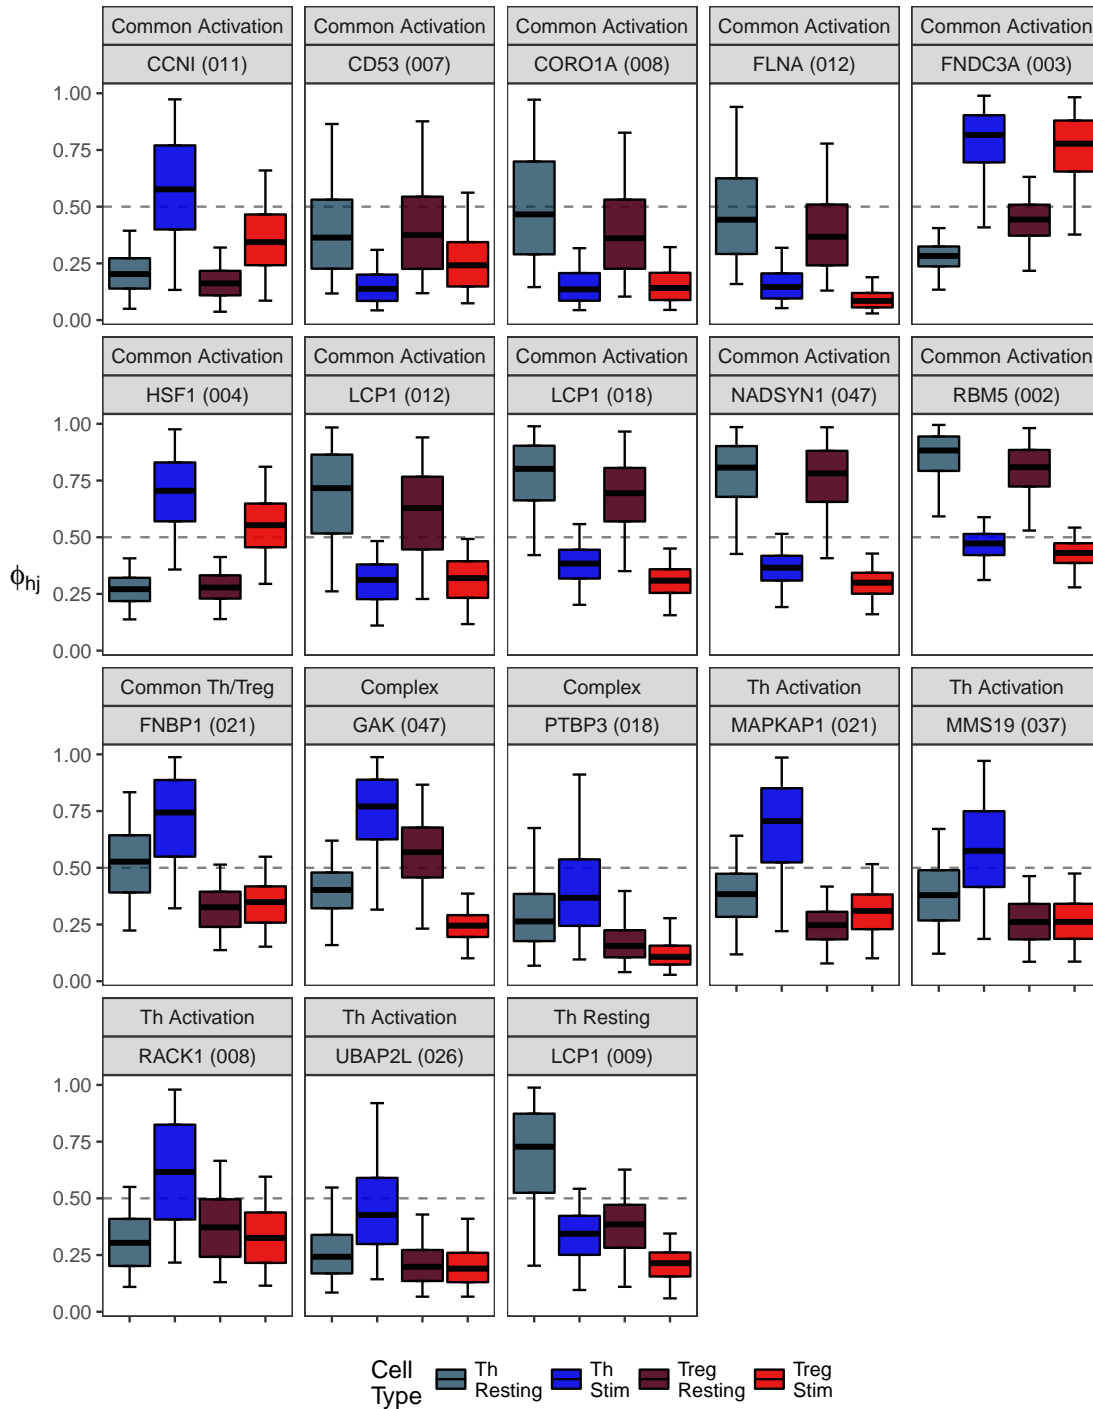 Common Activation Common Activation Common Activation Common Activation Common Activation
CCNI (011) CD53 (007) CORO1A (008) FLNA (012) FNDC3A (003)
1.00
0.75
0.50
0.25
0.00
Common Activation Common Activation Common Activation Common Activation Common Activation
HSF1 (004) LCP1 (012) LCP1 (018) NADSYN1 (047) RBM5 (002)
1.00
0.75
0.50
0.25
0.00
ϕhj
Common Th/Treg Complex Complex Th Activation Th Activation
FNBP1 (021) GAK (047) PTBP3 (018) MAPKAP1 (021) MMS19 (037)
1.00
0.75
0.50
0.25
0.00
Th Activation Th Activation Th Resting
RACK1 (008) UBAP2L (026) LCP1 (009)
1.00
0.75
0.50
0.25
0.00
Cell Th Th Treg Treg
Type Resting Stim Resting Stim